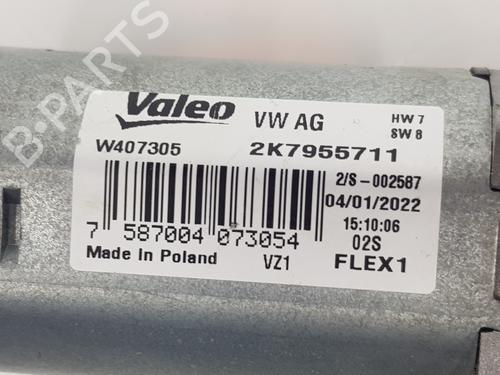 Valeo VW AG HW 7
SW 8
W407305 2K7955711
2/S-002587
04/01/2022
15:10:06
02S
7 587004 073054
Made in Poland VZ1 FLEX1
B-PARTS